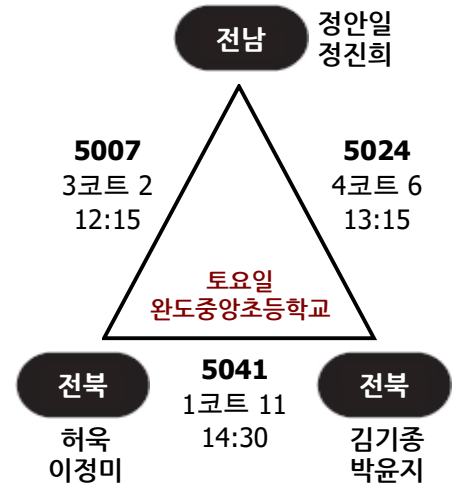 전남
정안일
정진희
5007
3코트 2
12:15
5024
4코트 6
13:15
토요일
완도중앙초등학교
전북
허욱
이정미
5041
1코트 11
14:30
전북
김기종
박윤지